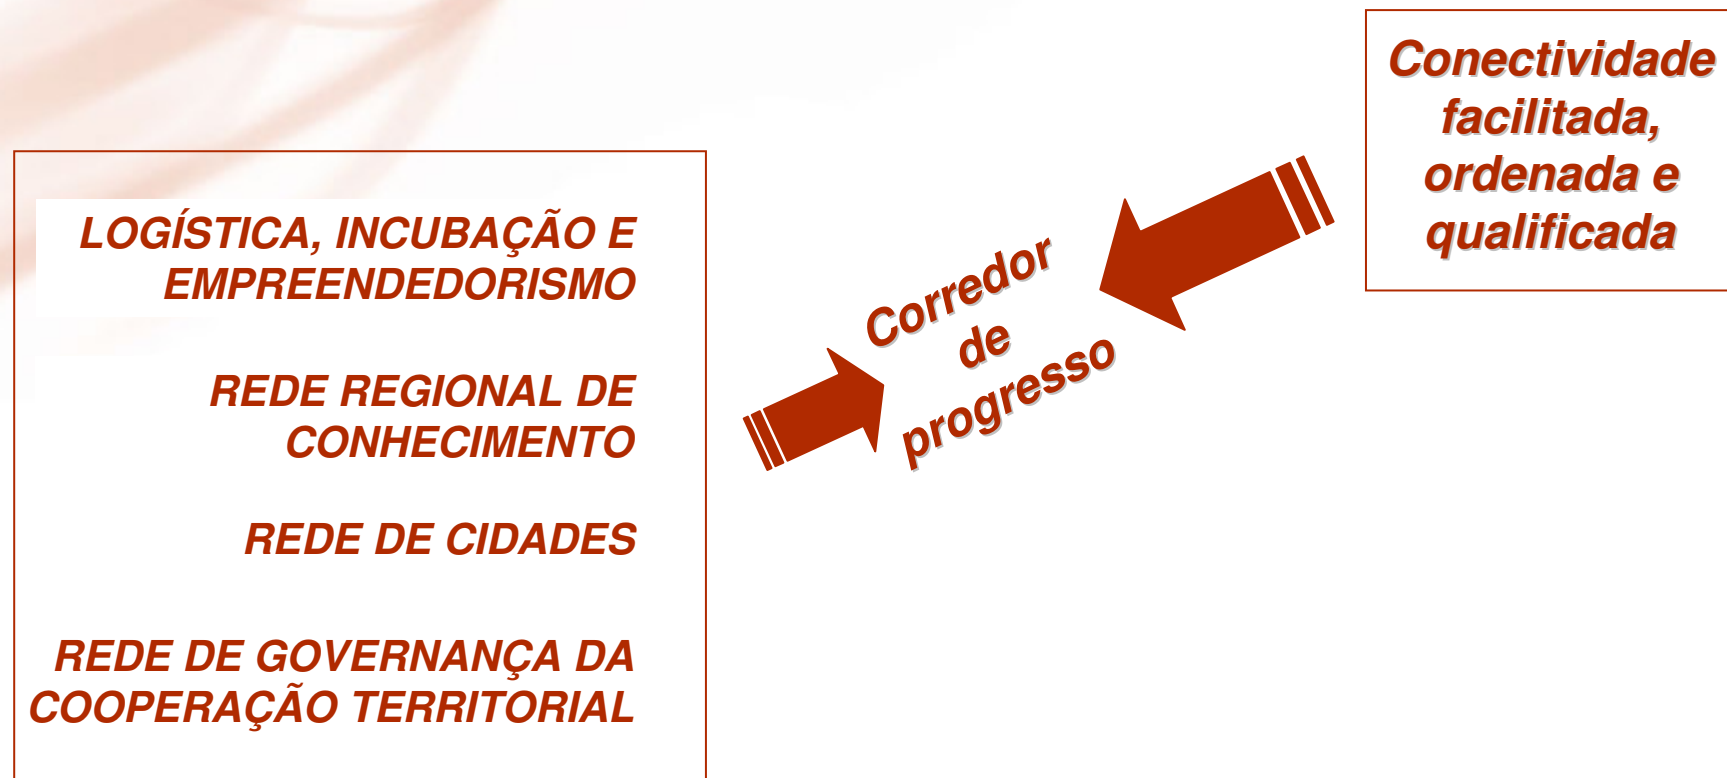 LOGÍSTICA, INCUBAÇÃO E
EMPREENDEDORISMO
REDE REGIONAL DE
CONHECIMENTO
REDE DE CIDADES
REDE DE GOVERNANÇA DA
COOPERAÇÃO TERRITORIAL
Corredor
de
progresso
Conectividade
facilitada,
ordenada e
qualificada